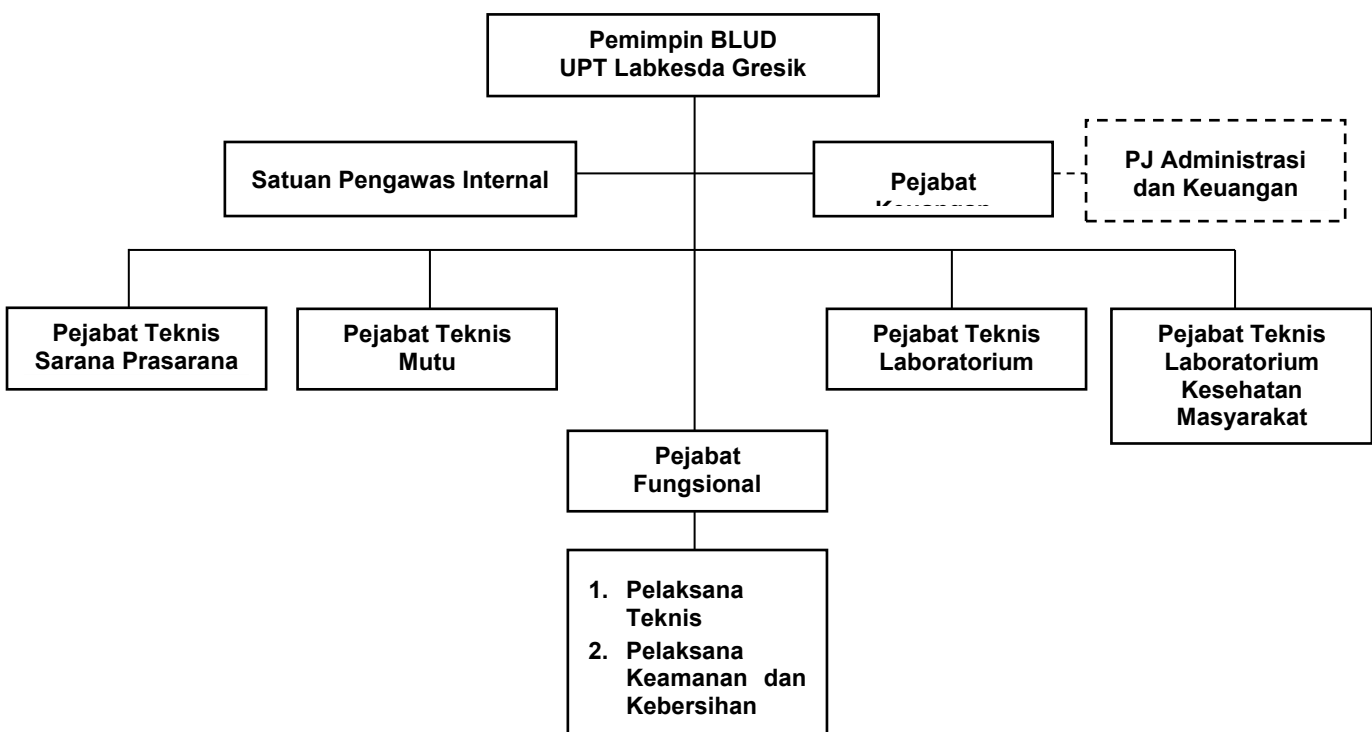 Pemimpin BLUD
UPT Labkesda Gresik
Satuan Pengawas Internal
Pejabat
PJ Administrasi
dan Keuangan
Pejabat Teknis
Sarana Prasarana
Pejabat Teknis
Mutu
Pejabat Teknis
Laboratorium
Pejabat Teknis
Laboratorium
Kesehatan
Masyarakat
Pejabat
Fungsional
1. Pelaksana
Teknis
2. Pelaksana
Keamanan dan
Kebersihan